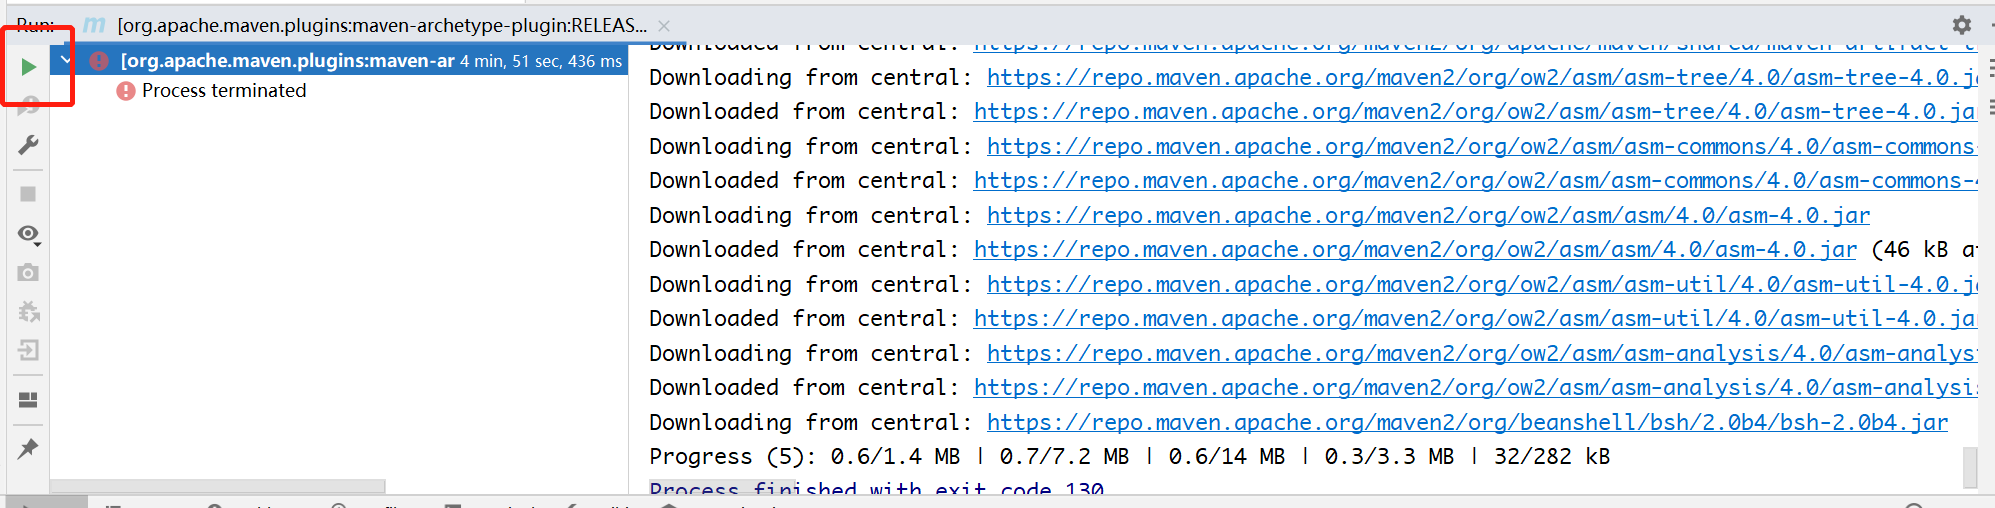 Run: m [org.apache.maven.plugins:maven-archetype-plugin:RELEAS... ×
[org.apache.maven.plugins:maven-ar 4 min, 51 sec, 436 ms
Process terminated
Downloaded from central:
Downloading from central: https://repo.maven.apache.org/maven2/org/ow2/asm/asm-tree/4.0/asm-tree-4.0.ja
Downloaded from central: https://repo.maven.apache.org/maven2/org/ow2/asm/asm-tree/4.0/asm-tree-4.0.jar
Downloading from central: https://repo.maven.apache.org/maven2/org/ow2/asm/asm-commons/4.0/asm-commons-
Downloaded from central: https://repo.maven.apache.org/maven2/org/ow2/asm/asm-commons/4.0/asm-commons-4
Downloading from central: https://repo.maven.apache.org/maven2/org/ow2/asm/asm/4.0/asm-4.0.jar
Downloaded from central: https://repo.maven.apache.org/maven2/org/ow2/asm/asm/4.0/asm-4.0.jar (46 kB at
Downloading from central: https://repo.maven.apache.org/maven2/org/ow2/asm/asm-util/4.0/asm-util-4.0.ja
Downloaded from central: https://repo.maven.apache.org/maven2/org/ow2/asm/asm-util/4.0/asm-util-4.0.jar
Downloading from central: https://repo.maven.apache.org/maven2/org/ow2/asm/asm-analysis/4.0/asm-analys
Downloaded from central: https://repo.maven.apache.org/maven2/org/ow2/asm/asm-analysis/4.0/asm-analysis
Downloading from central: https://repo.maven.apache.org/maven2/org/beanshell/bsh/2.0b4/bsh-2.0b4.jar
Progress (5): 0.6/1.4 MB | 0.7/7.2 MB | 0.6/14 MB | 0.3/3.3 MB | 32/282 kB
Process finished with exit code 130